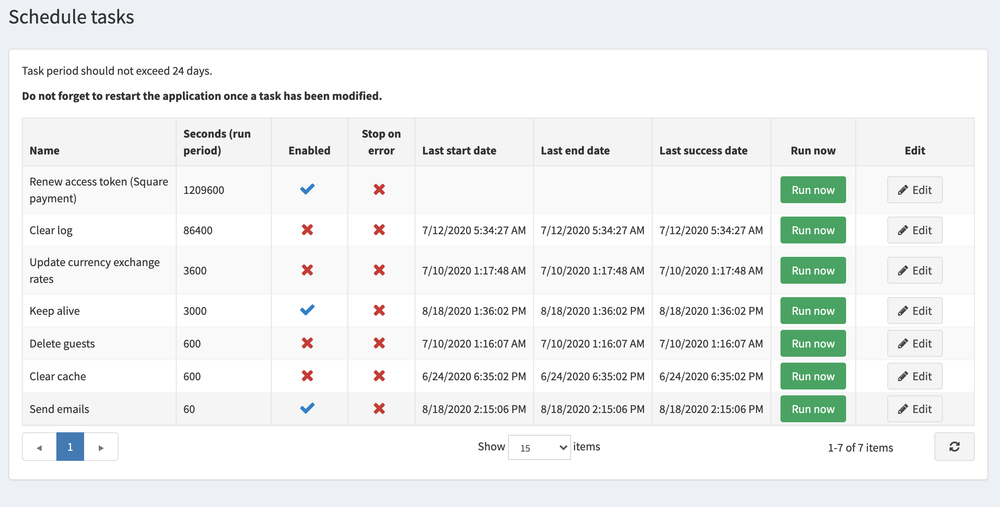 Schedule tasks
Task period should not exceed 24 days.
Do not forget to restart the application once a task has been modified.
Name Seconds (run period) Enabled Stop on error Last start date Last end date Last success date Run now Edit
Renew access token (Square payment) 1209600 Run now Edit
Clear log 86400 7/12/2020 5:34:27 AM 7/12/2020 5:34:27 AM 7/12/2020 5:34:27 AM Run now Edit
Update currency exchange rates 3600 7/10/2020 1:17:48 AM 7/10/2020 1:17:48 AM 7/10/2020 1:17:48 AM Run now Edit
Keep alive 3000 8/18/2020 1:36:02 PM 8/18/2020 1:36:02 PM 8/18/2020 1:36:02 PM Run now Edit
Delete guests 600 7/10/2020 1:16:07 AM 7/10/2020 1:16:07 AM 7/10/2020 1:16:07 AM Run now Edit
Clear cache 600 6/24/2020 6:35:02 PM 6/24/2020 6:35:02 PM 6/24/2020 6:35:02 PM Run now Edit
Send emails 60 8/18/2020 2:15:06 PM 8/18/2020 2:15:06 PM 8/18/2020 2:15:06 PM Run now Edit
1 Show 15 items 1-7 of 7 items